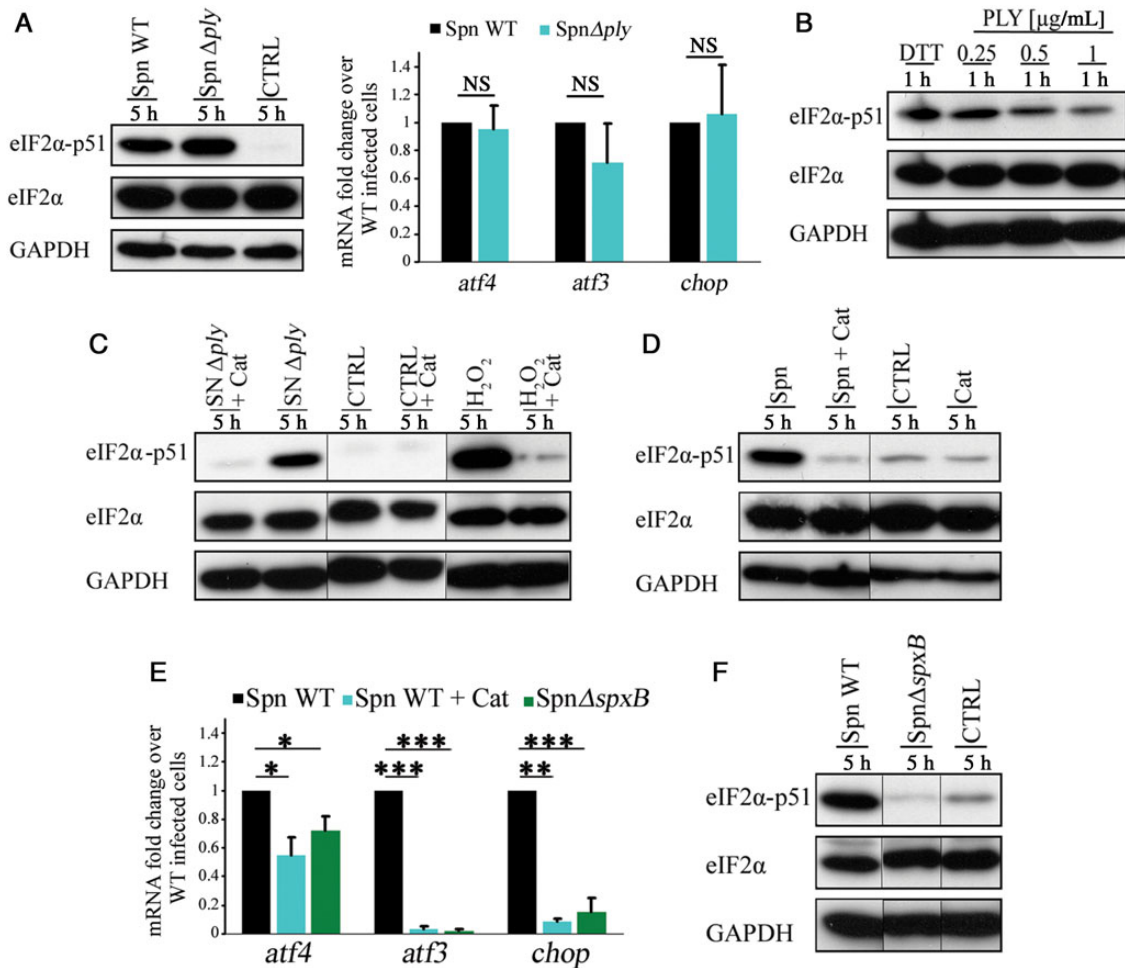 A
Spn WT
Spn Δply
CTRL
5 h 5 h 5 h
eIF2α-p51
eIF2α
GAPDH
Spn WT SpnΔply
mRNA fold change over
WT infected cells
1.4
1.2
1
0.8
0.6
0.4
0.2
0
NS
NS
NS
atf4 atf3 chop
B
PLY [µg/mL]
DTT 0.25 0.5 1
1 h 1 h 1 h 1 h
eIF2α-p51
eIF2α
GAPDH
C
SN Δply
+ Cat
SN Δply
CTRL
CTRL
+ Cat
H₂O₂
H₂O₂
+ Cat
5 h 5 h 5 h 5 h 5 h 5 h
eIF2α-p51
eIF2α
GAPDH
D
Spn
Spn + Cat
CTRL
Cat
5 h 5 h 5 h 5 h
eIF2α-p51
eIF2α
GAPDH
E
Spn WT Spn WT + Cat SpnΔspxB
mRNA fold change over
WT infected cells
1.4
1.2
1
0.8
0.6
0.4
0.2
0
*
*
***
***
***
**
atf4 atf3 chop
F
Spn WT
SpnΔspxB
CTRL
5 h 5 h 5 h
eIF2α-p51
eIF2α
GAPDH